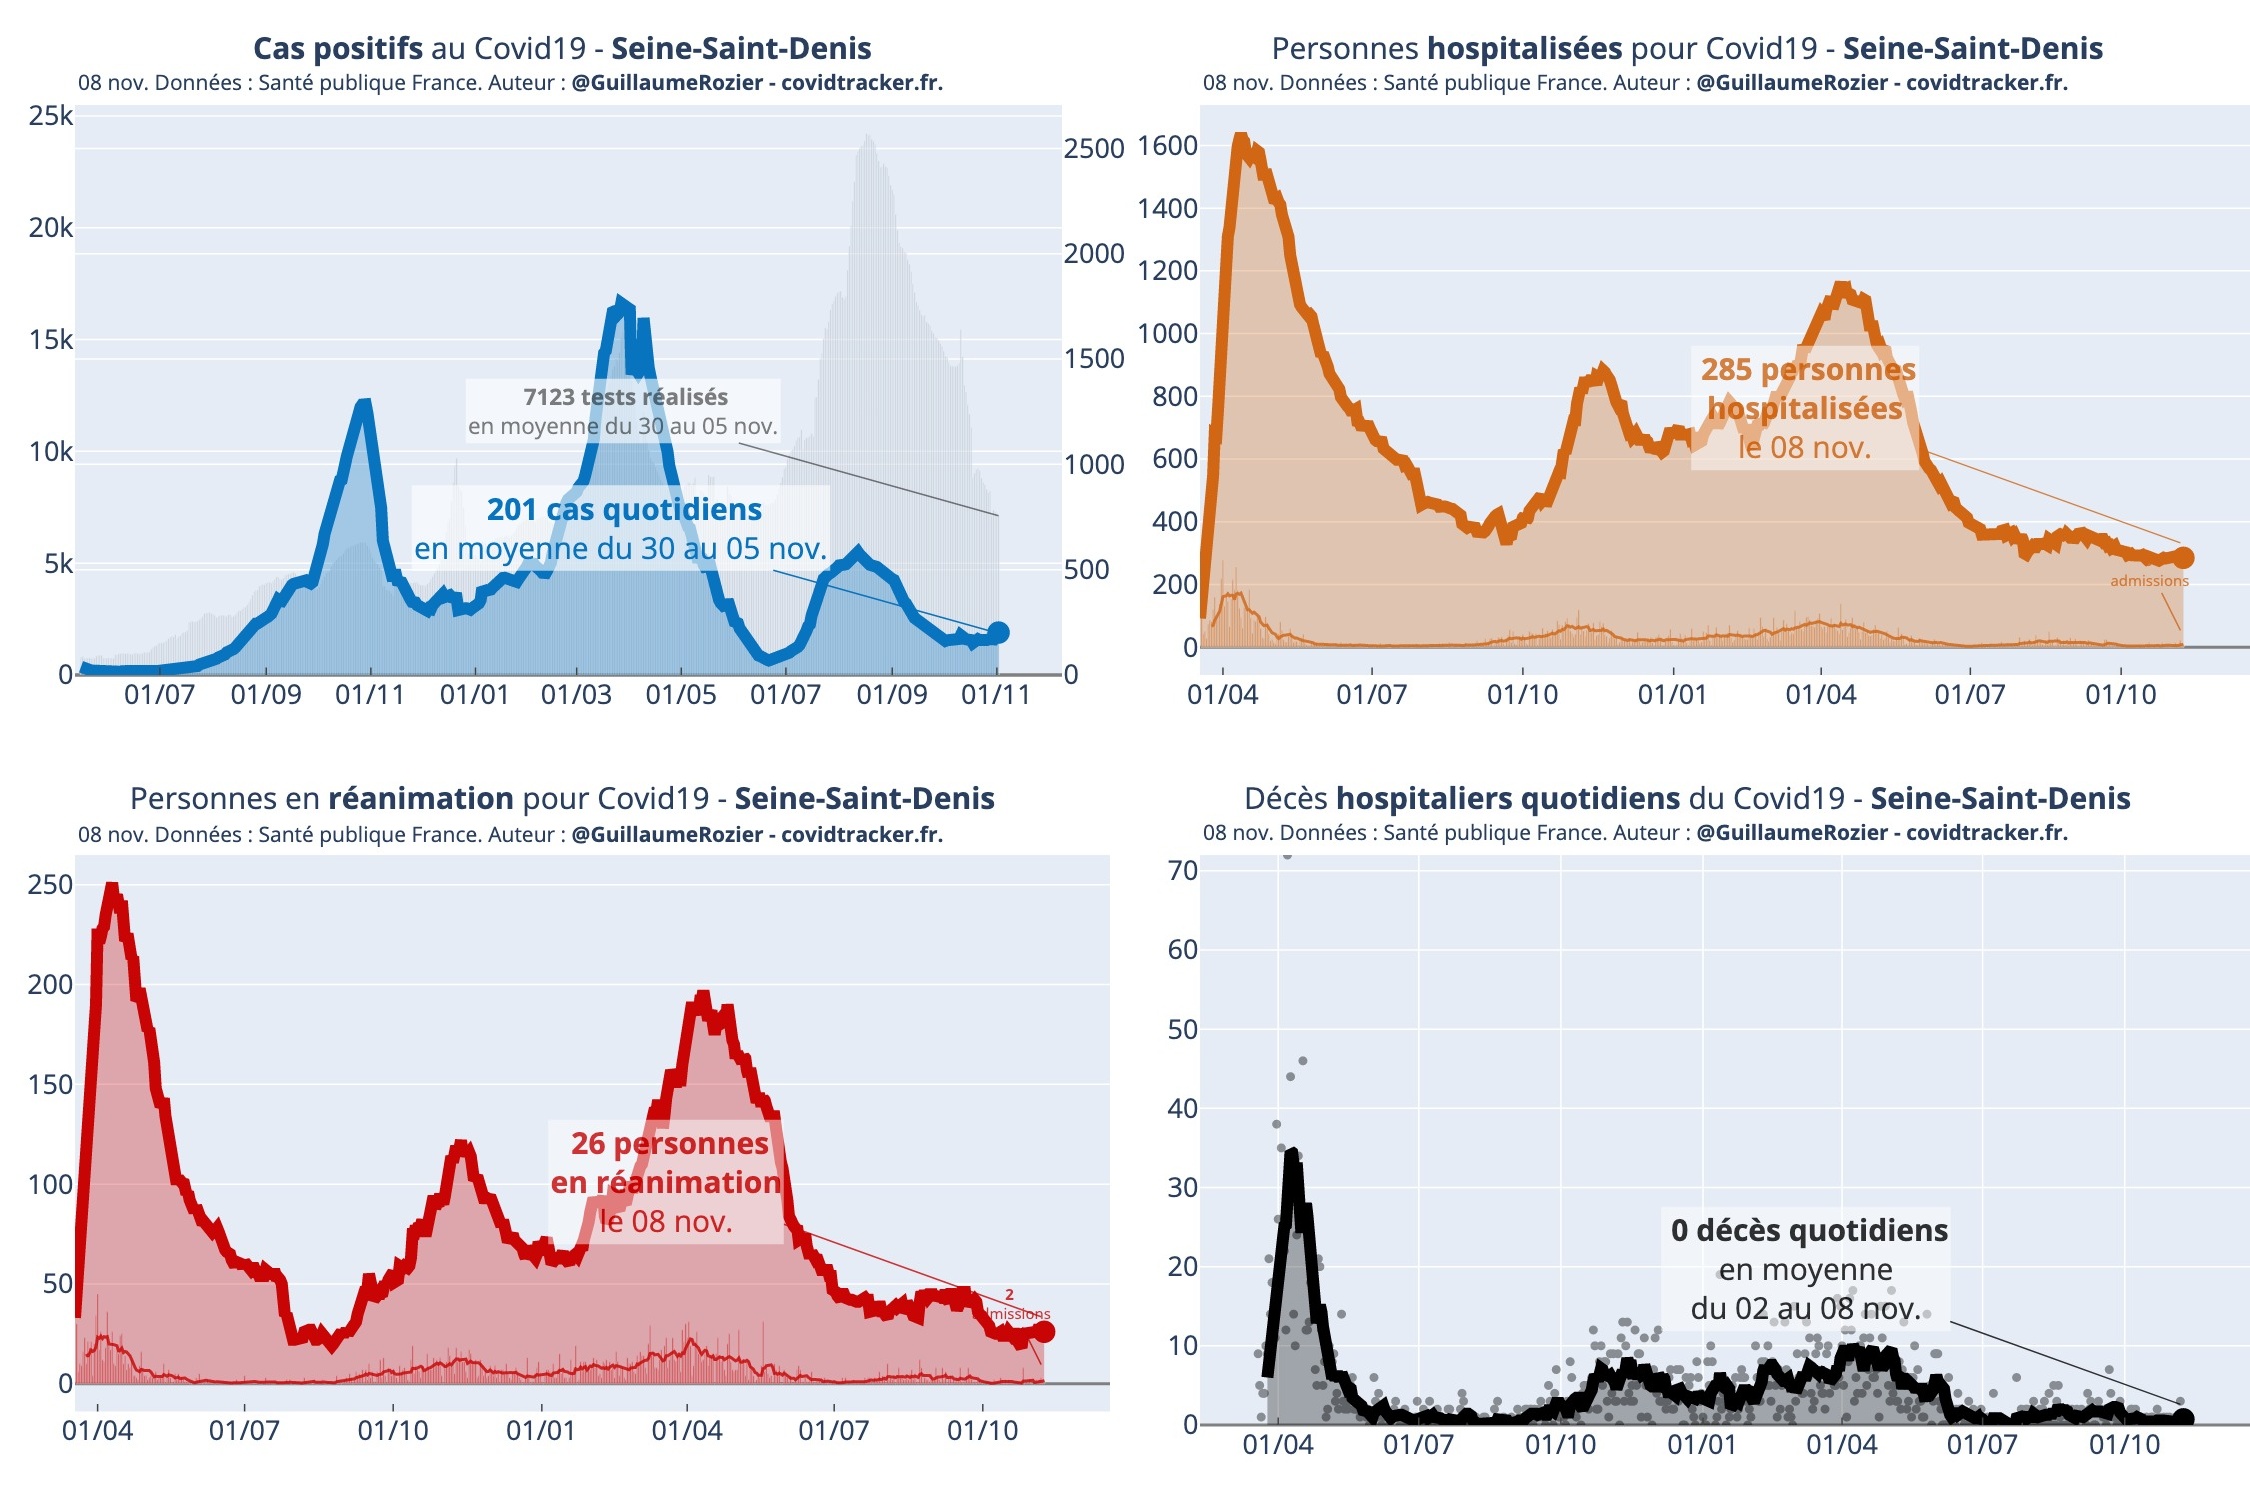 Cas positifs au Covid19 - Seine-Saint-Denis
08 nov. Données : Santé publique France. Auteur : @GuillaumeRozier - covidtracker.fr.
25k
20k
15k
10k
5k
0
2500
2000
1500
1000
500
0
7123 tests réalisés
en moyenne du 30 au 05 nov.
201 cas quotidiens
en moyenne du 30 au 05 nov.
01/07 01/09 01/11 01/01 01/03 01/05 01/07 01/09 01/11
Personnes hospitalisées pour Covid19 - Seine-Saint-Denis
08 nov. Données : Santé publique France. Auteur : @GuillaumeRozier - covidtracker.fr.
1600
1400
1200
1000
800
600
400
200
0
285 personnes
hospitalisées
le 08 nov.
admissions
01/04 01/07 01/10 01/01 01/04 01/07 01/10
Personnes en réanimation pour Covid19 - Seine-Saint-Denis
08 nov. Données : Santé publique France. Auteur : @GuillaumeRozier - covidtracker.fr.
250
200
150
100
50
0
26 personnes
en réanimation
le 08 nov.
2
admissions
01/04 01/07 01/10 01/01 01/04 01/07 01/10
Décès hospitaliers quotidiens du Covid19 - Seine-Saint-Denis
08 nov. Données : Santé publique France. Auteur : @GuillaumeRozier - covidtracker.fr.
70
60
50
40
30
20
10
0
0 décès quotidiens
en moyenne
du 02 au 08 nov.
01/04 01/07 01/10 01/01 01/04 01/07 01/10